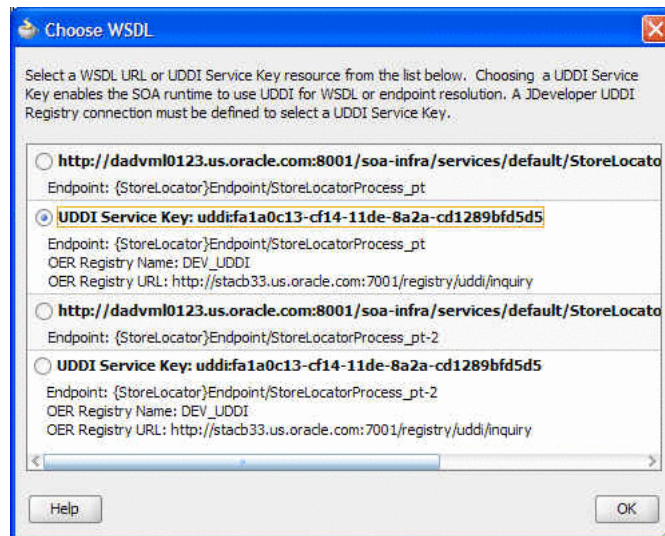 Choose WSDL
Select a WSDL URL or UDDI Service Key resource from the list below. Choosing a UDDI Service
Key enables the SOA runtime to use UDDI for WSDL or endpoint resolution. A JDeveloper UDDI
Registry connection must be defined to select a UDDI Service Key.
http://dadvml0123.us.oracle.com:8001/soa-infra/services/default/StoreLocato
Endpoint: {StoreLocator}Endpoint/StoreLocatorProcess_pt
UDDI Service Key: uddi:fa1a0c13-cf14-11de-8a2a-cd1289bfd5d5
Endpoint: {StoreLocator}Endpoint/StoreLocatorProcess_pt
OER Registry Name: DEV_UDDI
OER Registry URL: http://stacb33.us.oracle.com:7001/registry/uddi/inquiry
http://dadvml0123.us.oracle.com:8001/soa-infra/services/default/StoreLocato
Endpoint: {StoreLocator}Endpoint/StoreLocatorProcess_pt-2
UDDI Service Key: uddi:fa1a0c13-cf14-11de-8a2a-cd1289bfd5d5
Endpoint: {StoreLocator}Endpoint/StoreLocatorProcess_pt-2
OER Registry Name: DEV_UDDI
OER Registry URL: http://stacb33.us.oracle.com:7001/registry/uddi/inquiry
Help
OK